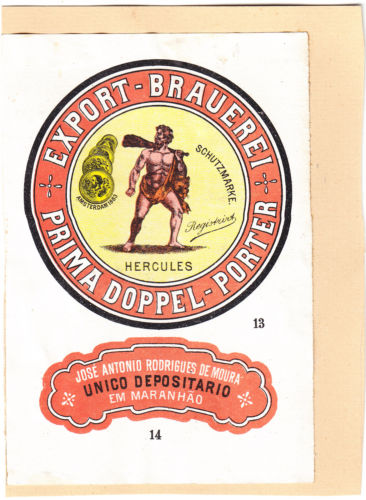 EXPORT-BRAUEREI
PRIMA DOPPEL-PORTER
SCHUTZMARKE.
Registrirt.
AMSTERDAM 1883
HERCULES
13
JOSÉ ANTONIO RODRIGUES DE MOURA
UNICO DEPOSITARIO
EM MARANHÃO
14